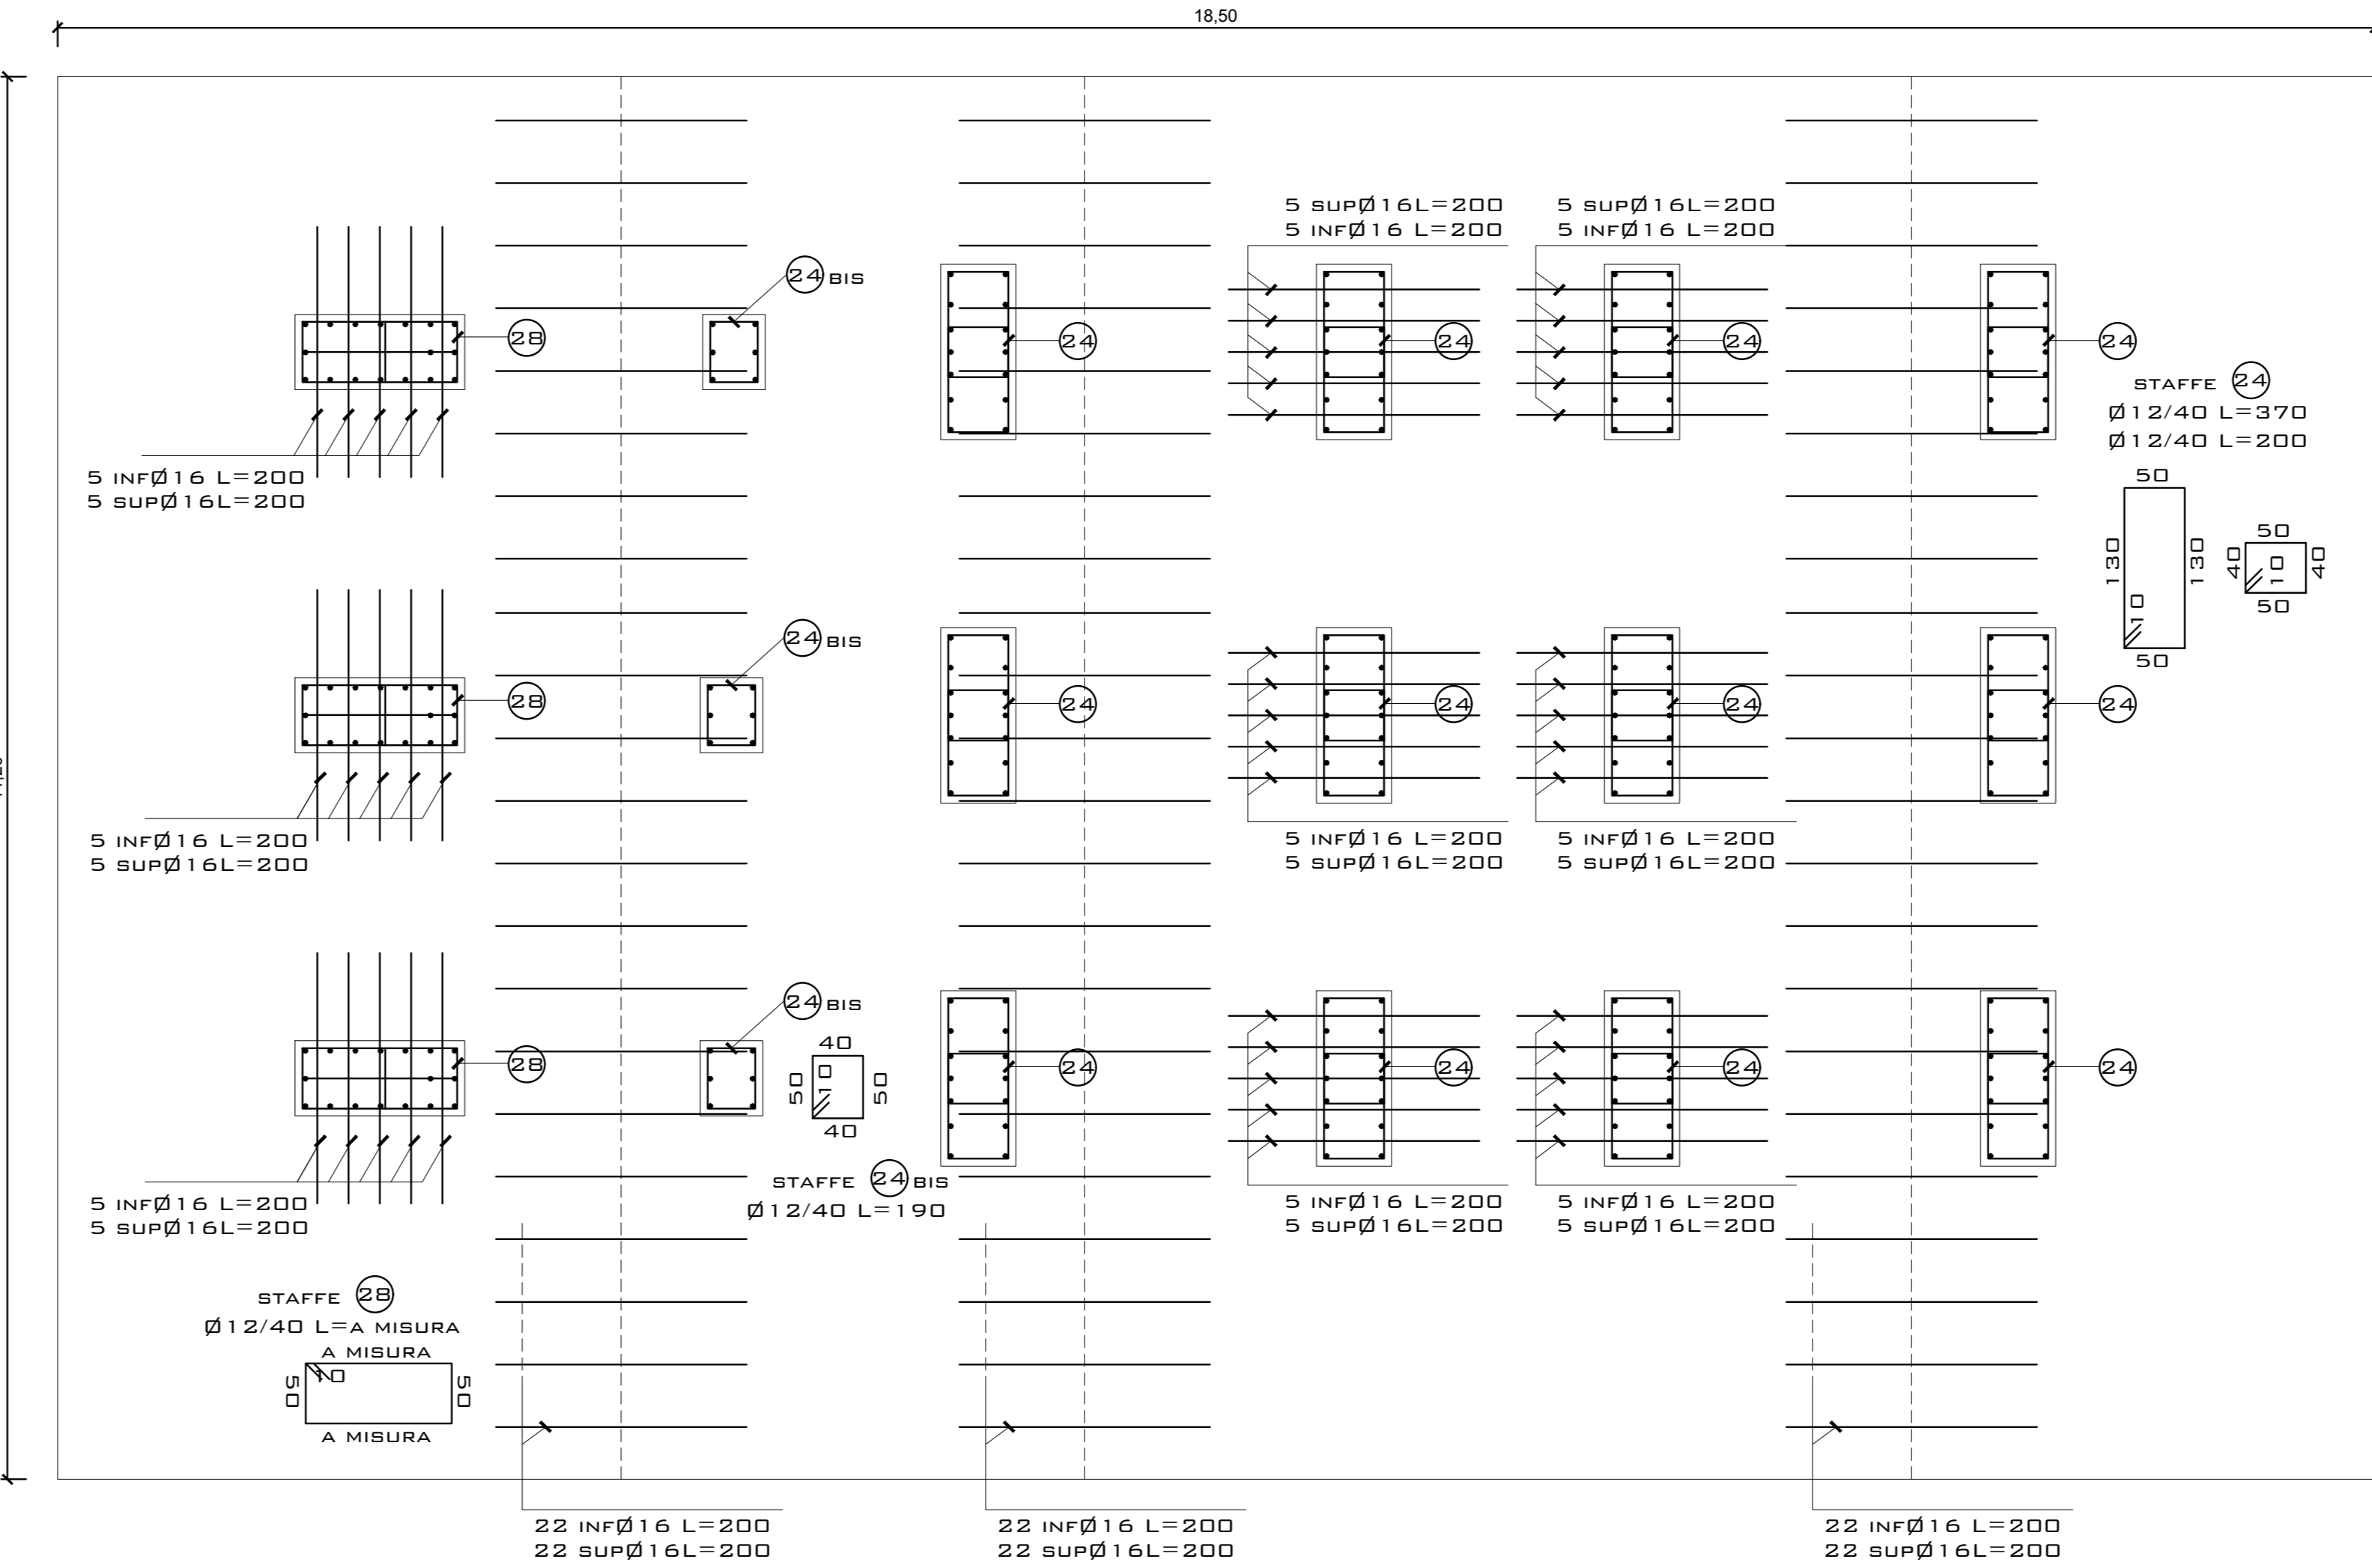 18,50
5 SUPØ16L=200
5 INFØ16 L=200
5 SUPØ16L=200
5 INFØ16 L=200
24 BIS
28
24
24
24
24
STAFFE 24
Ø12/40 L=370
Ø12/40 L=200
5 INFØ16 L=200
5 SUPØ16L=200
50
130
130
10
50
50
40
10
40
50
24 BIS
28
24
24
24
24
5 INFØ16 L=200
5 SUPØ16L=200
5 INFØ16 L=200
5 SUPØ16L=200
5 INFØ16 L=200
5 SUPØ16L=200
24 BIS
28
40
50
10
50
40
24
24
24
24
STAFFE 24 BIS
Ø12/40 L=190
5 INFØ16 L=200
5 SUPØ16L=200
5 INFØ16 L=200
5 SUPØ16L=200
5 INFØ16 L=200
5 SUPØ16L=200
STAFFE 28
Ø12/40 L=A MISURA
A MISURA
50
10
50
A MISURA
22 INFØ16 L=200
22 SUPØ16L=200
22 INFØ16 L=200
22 SUPØ16L=200
22 INFØ16 L=200
22 SUPØ16L=200